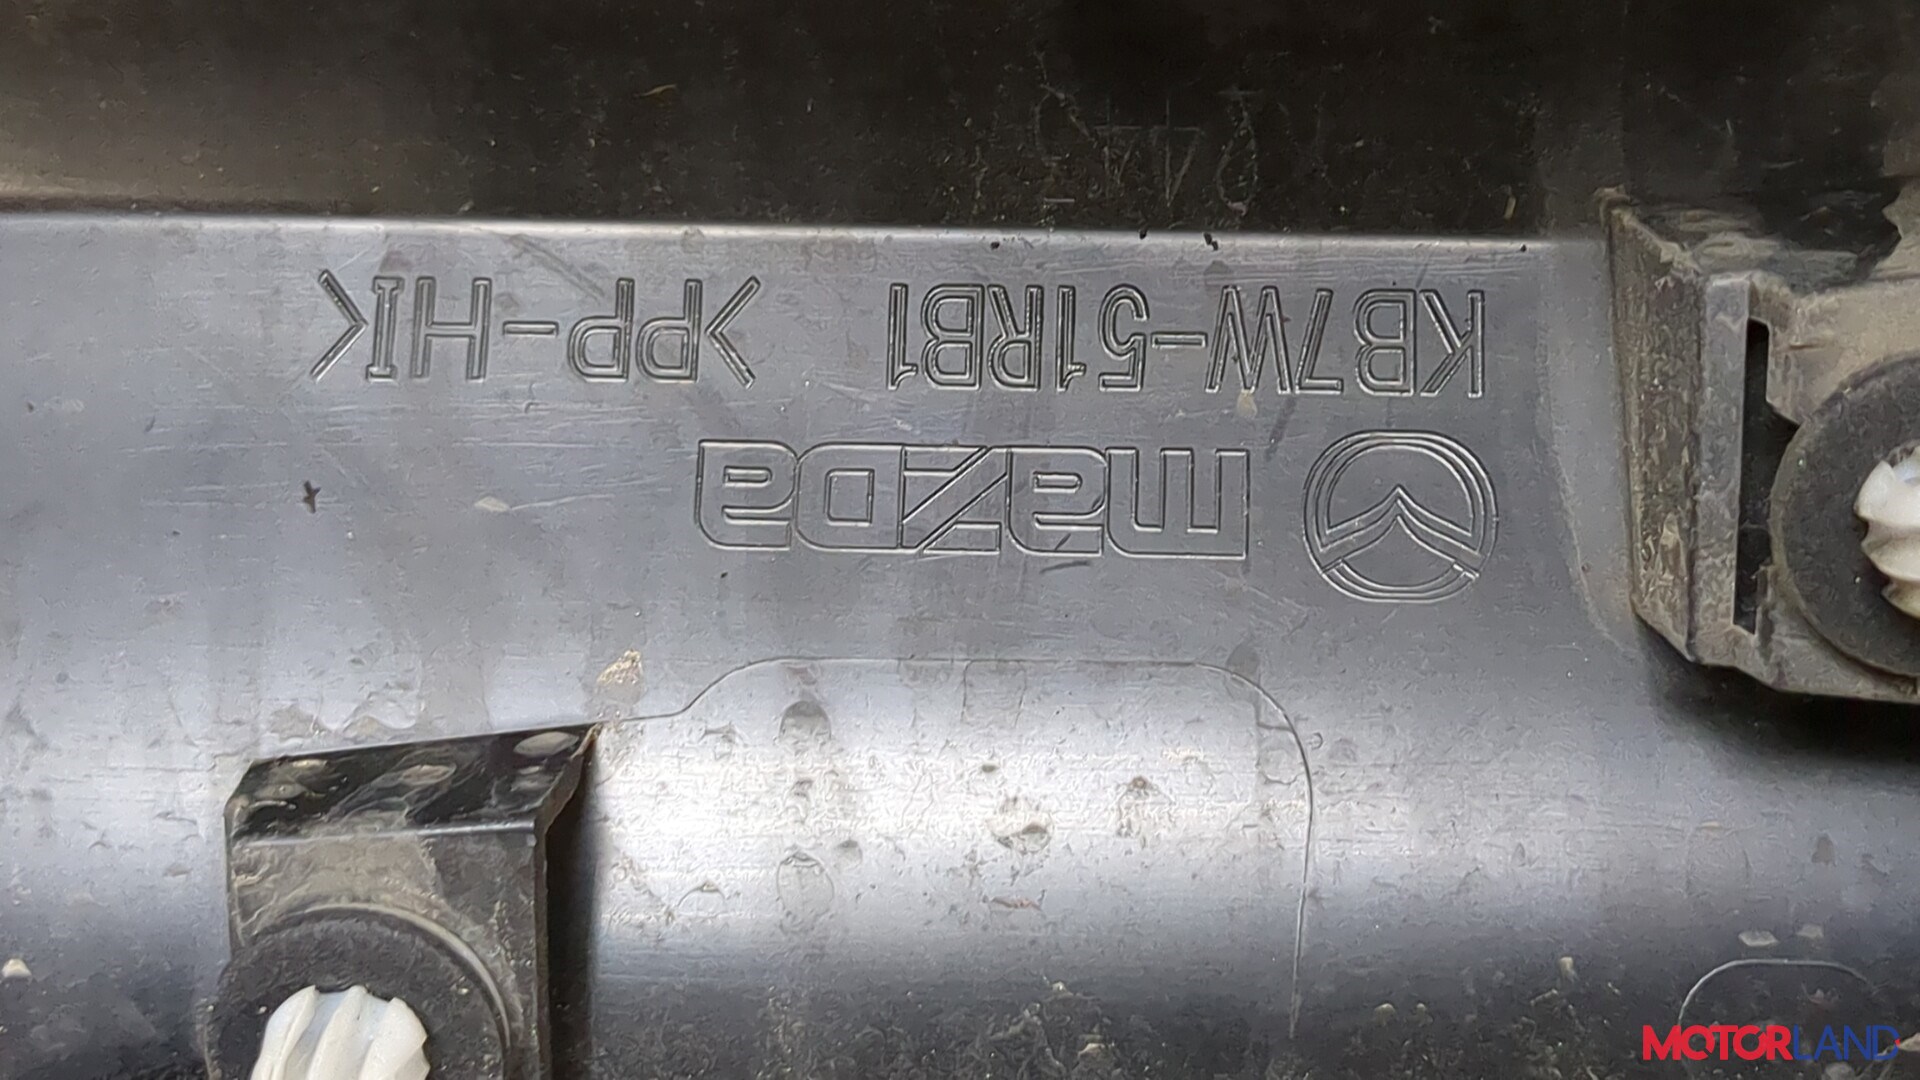 mazda
KB7W-51RB1 >PP-HI<
MOTORLAND